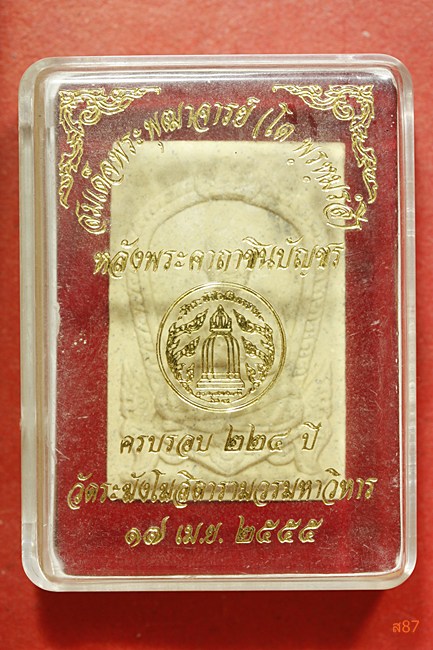 สมเด็จพระพุฒาจารย์ (โต พฺรหฺมรํสี)
หลังพระคาถาชินบัญชร
ครบรอบ ๒๒๔ ปี
วัดระฆังโฆสิตารามวรมหาวิหาร
๑๗ เม.ย. ๒๕๕๕
ส87